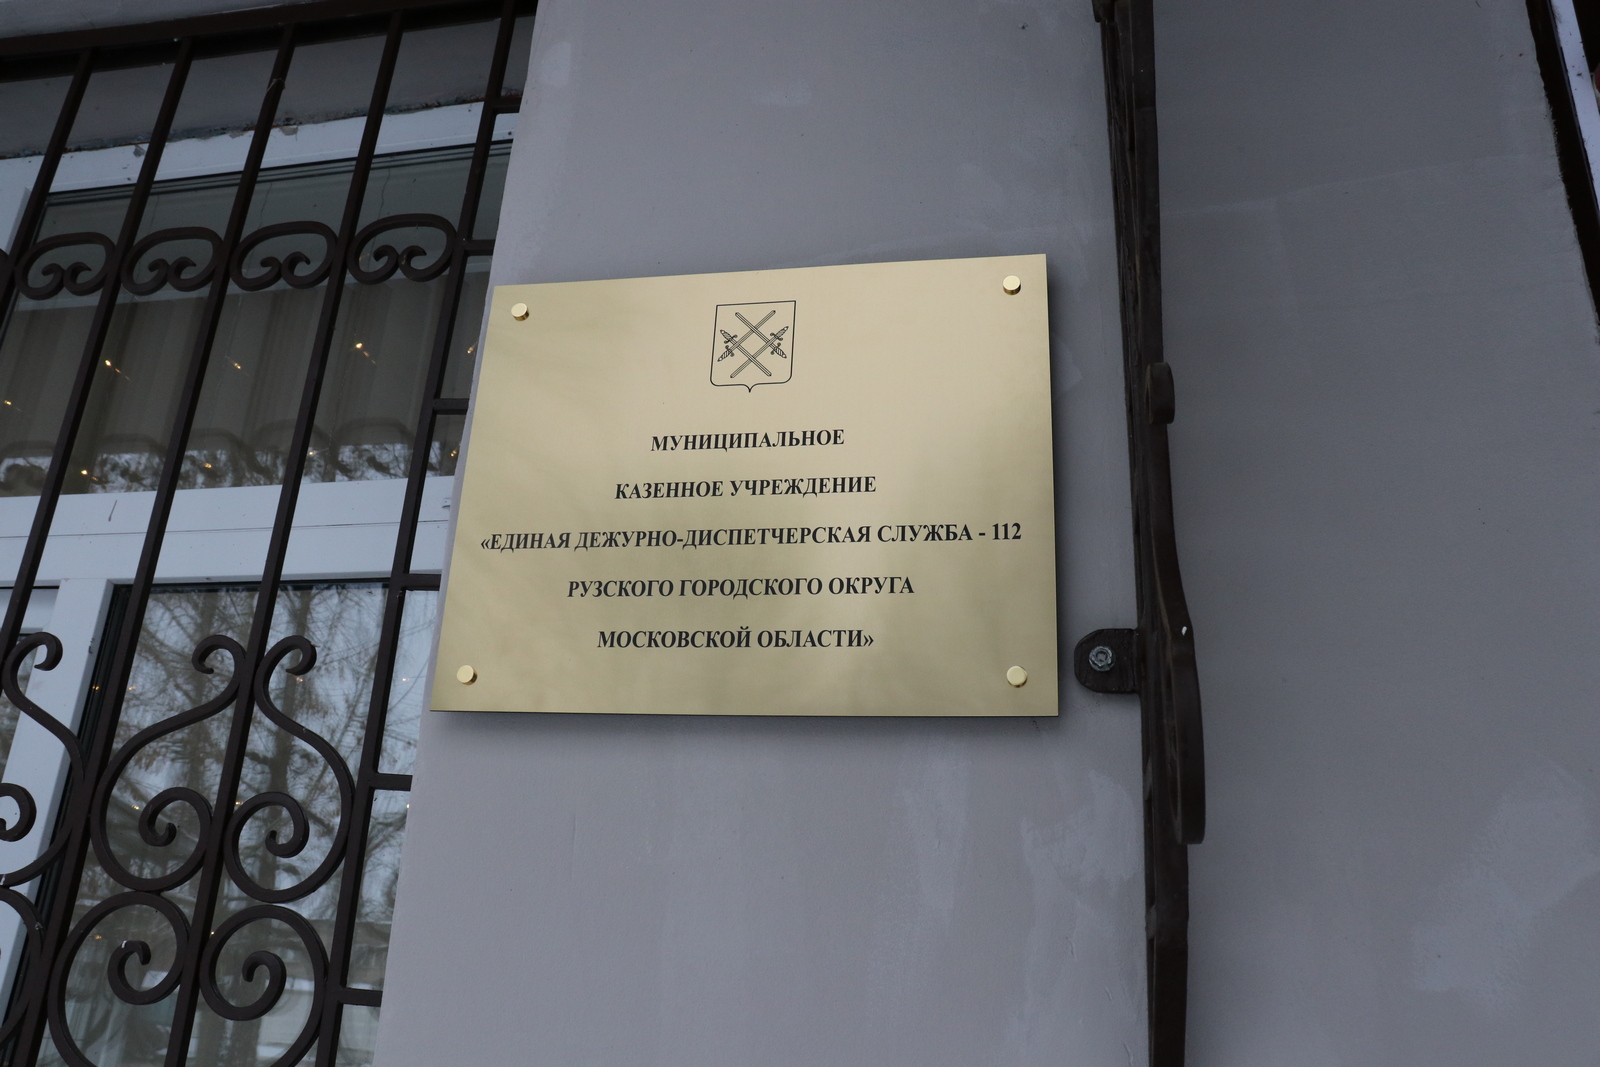 МУНИЦИПАЛЬНОЕ
КАЗЕННОЕ УЧРЕЖДЕНИЕ
«ЕДИНАЯ ДЕЖУРНО-ДИСПЕТЧЕРСКАЯ СЛУЖБА - 112
РУЗСКОГО ГОРОДСКОГО ОКРУГА
МОСКОВСКОЙ ОБЛАСТИ»